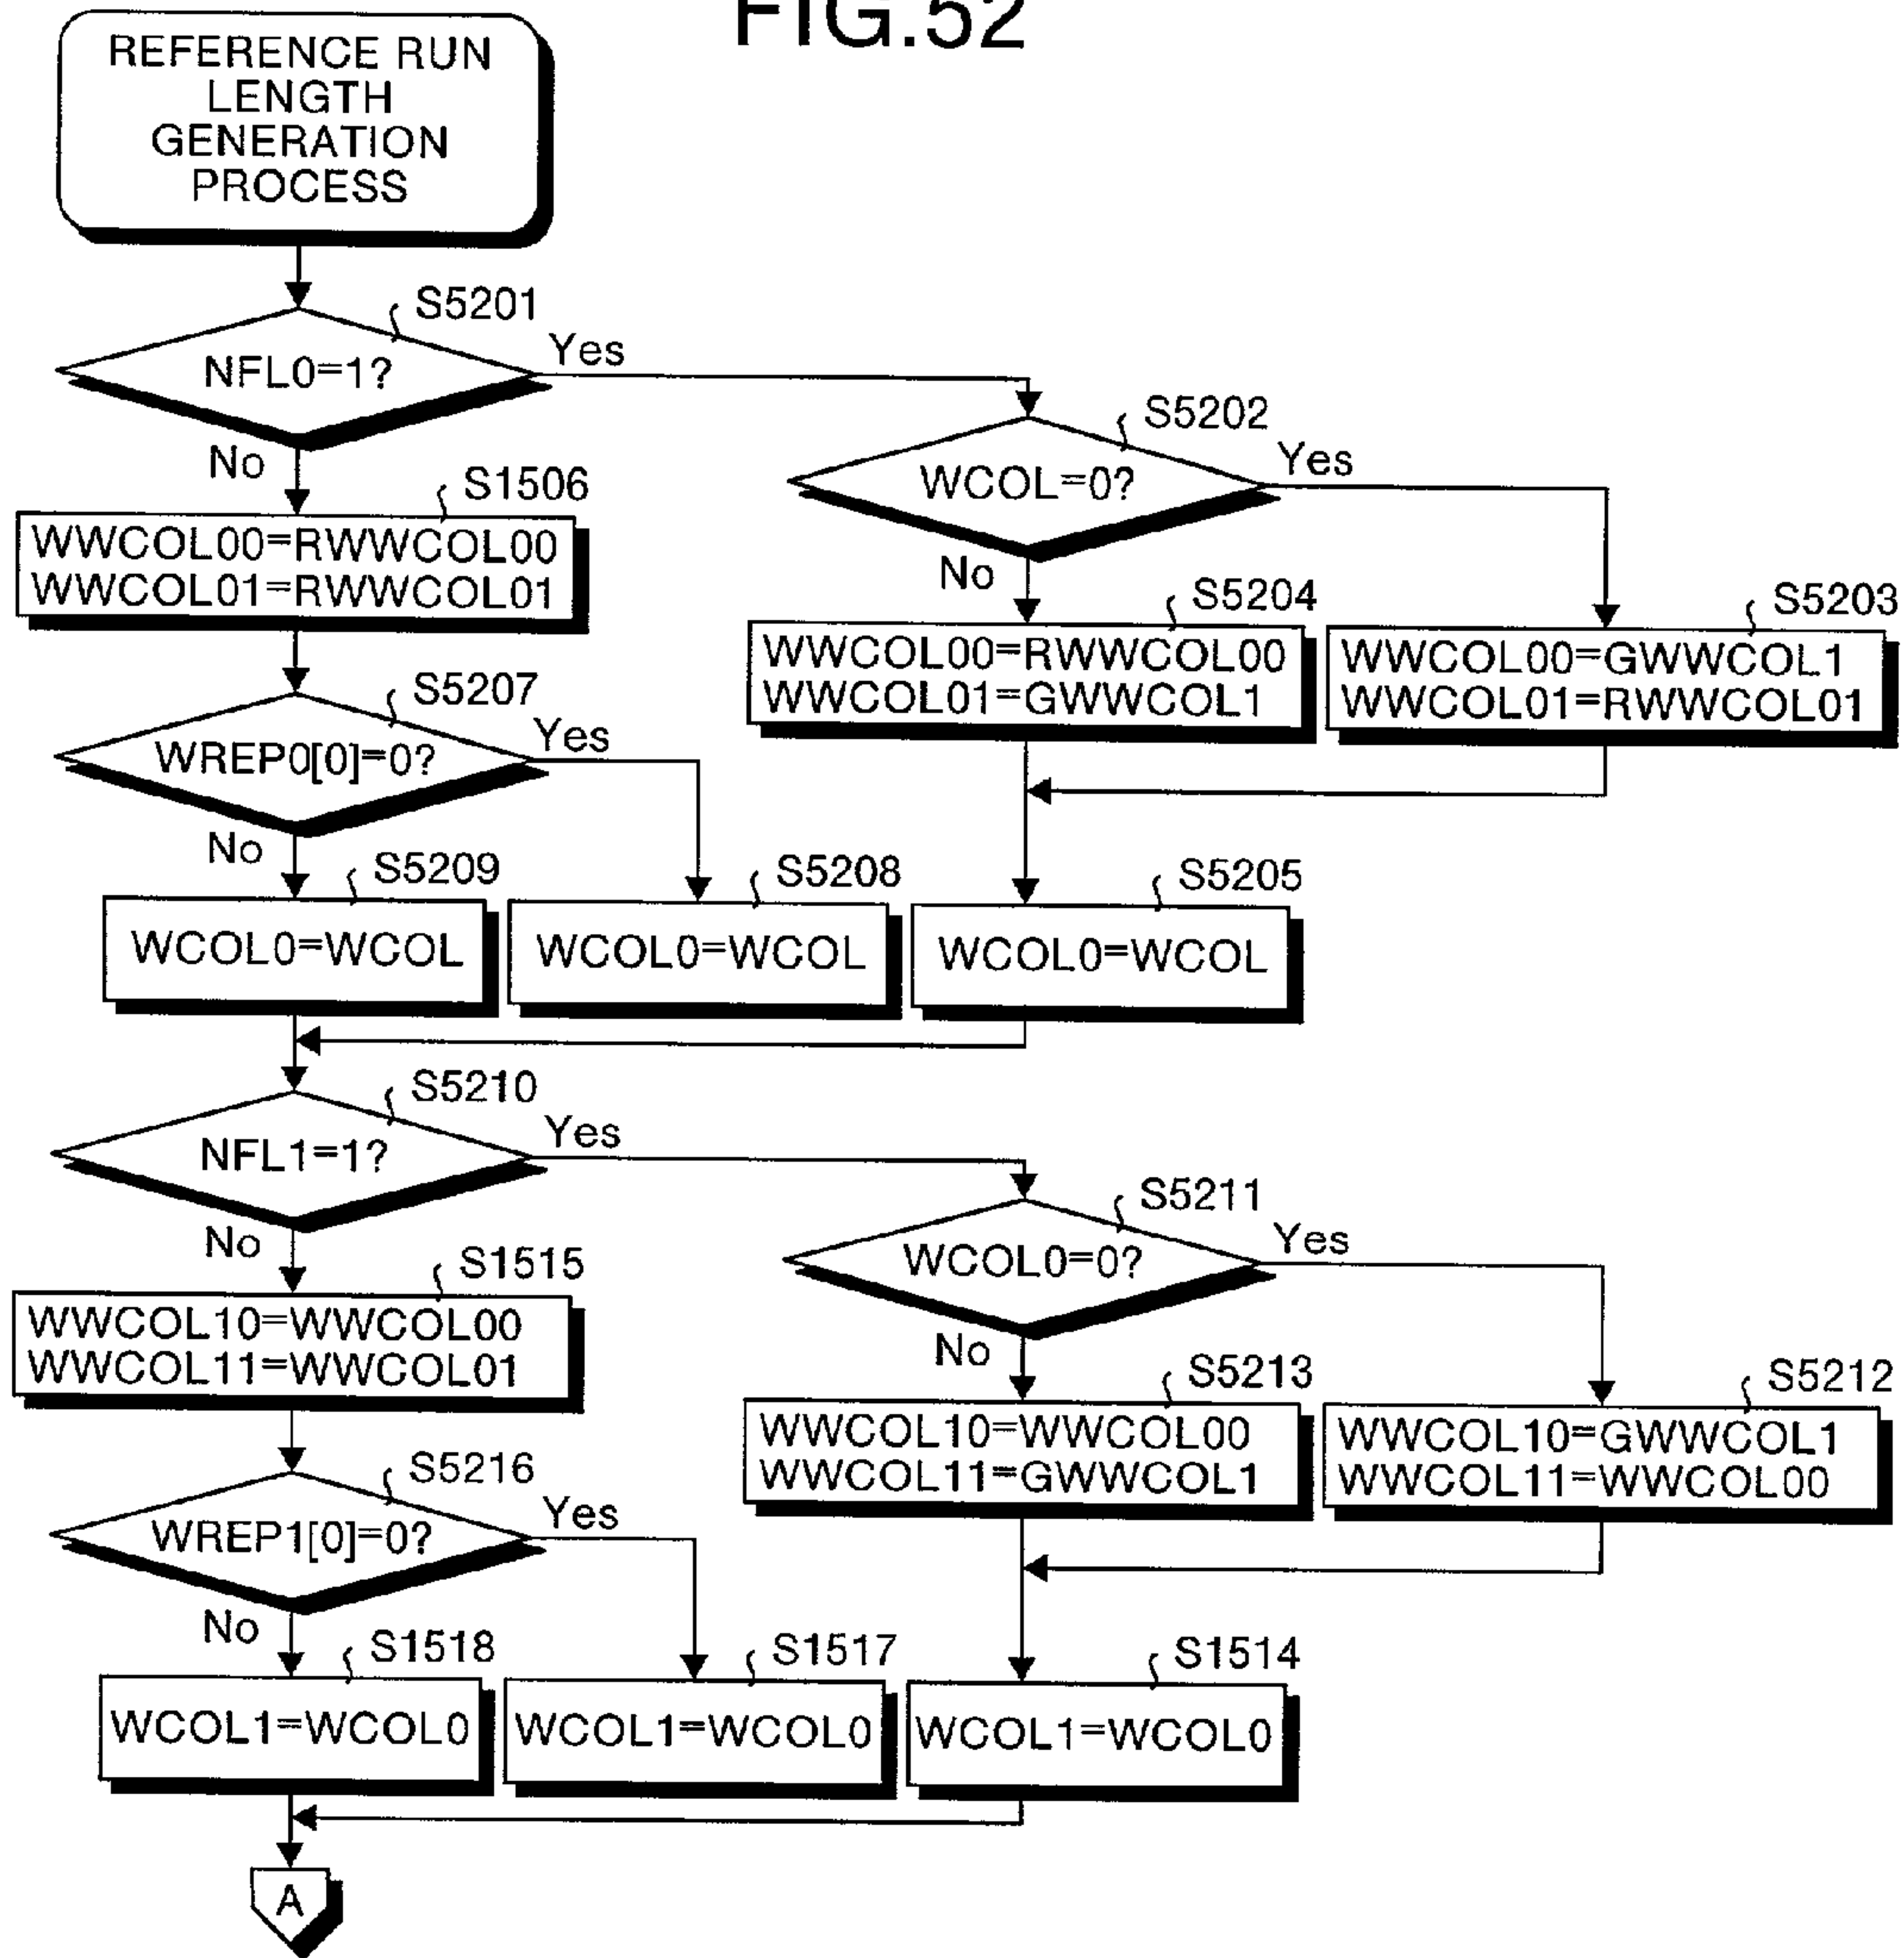 FIG.52
REFERENCE RUN
LENGTH
GENERATION
PROCESS
S5201
NFL0=1?
Yes
No
S5202
WCOL=0?
Yes
No
S1506
WWCOL00=RWWCOL00
WWCOL01=RWWCOL01
S5204
WWCOL00=RWWCOL00
WWCOL01=GWWCOL1
S5203
WWCOL00=GWWCOL1
WWCOL01=RWWCOL01
S5207
WREP0[0]=0?
Yes
No
S5209
WCOL0=WCOL
S5208
WCOL0=WCOL
S5205
WCOL0=WCOL
S5210
NFL1=1?
Yes
No
S5211
WCOL0=0?
Yes
No
S1515
WWCOL10=WWCOL00
WWCOL11=WWCOL01
S5213
WWCOL10=WWCOL00
WWCOL11=GWWCOL1
S5212
WWCOL10=GWWCOL1
WWCOL11=WWCOL00
S5216
WREP1[0]=0?
Yes
No
S1518
WCOL1=WCOL0
S1517
WCOL1=WCOL0
S1514
WCOL1=WCOL0
A